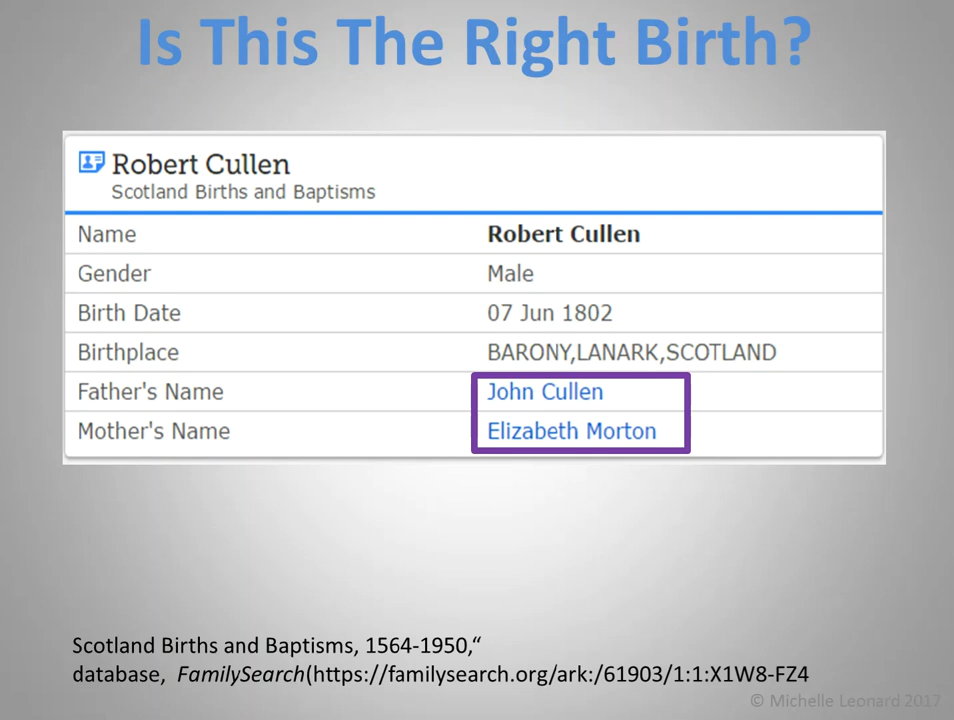 Is This The Right Birth?
Robert Cullen
Scotland Births and Baptisms
Name Robert Cullen
Gender Male
Birth Date 07 Jun 1802
Birthplace BARONY,LANARK,SCOTLAND
Father's Name John Cullen
Mother's Name Elizabeth Morton
Scotland Births and Baptisms, 1564-1950,“
database, FamilySearch(https://familysearch.org/ark:/61903/1:1:X1W8-FZ4
© Michelle Leonard 2017